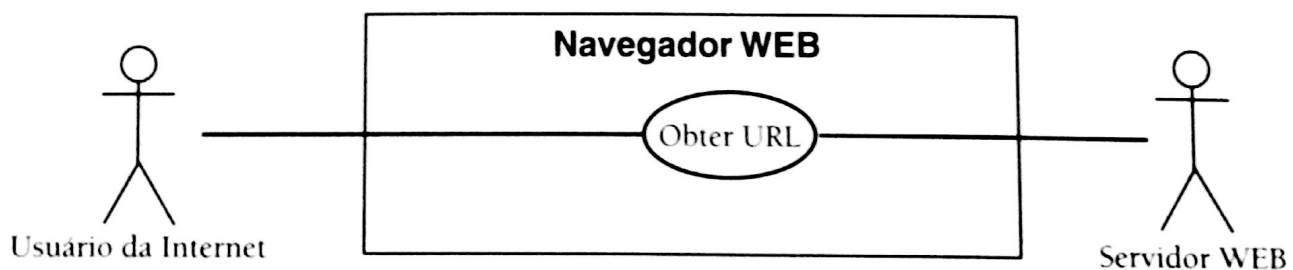 Navegador WEB
Obter URL
Usuário da Internet
Servidor WEB